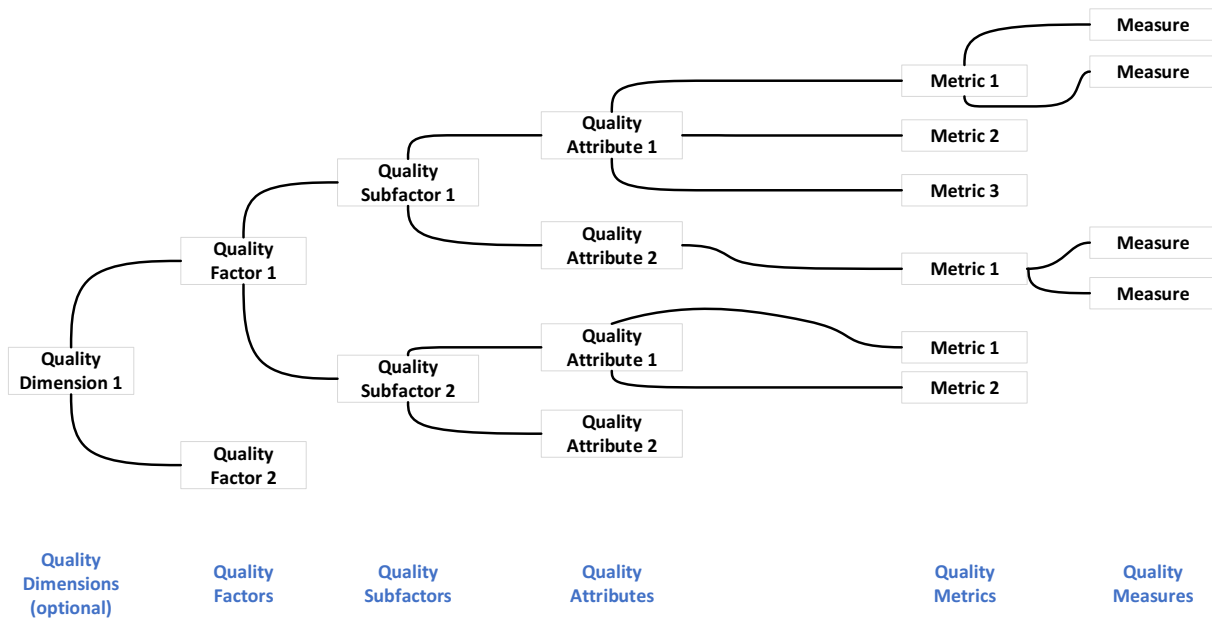 Measure
Metric 1
Measure
Quality
Attribute 1
Metric 2
Quality
Subfactor 1
Metric 3
Quality
Attribute 2
Measure
Quality
Factor 1
Metric 1
Measure
Quality
Attribute 1
Metric 1
Quality
Dimension 1
Quality
Subfactor 2
Metric 2
Quality
Attribute 2
Quality
Factor 2
Quality
Dimensions
(optional)
Quality
Factors
Quality
Subfactors
Quality
Attributes
Quality
Metrics
Quality
Measures